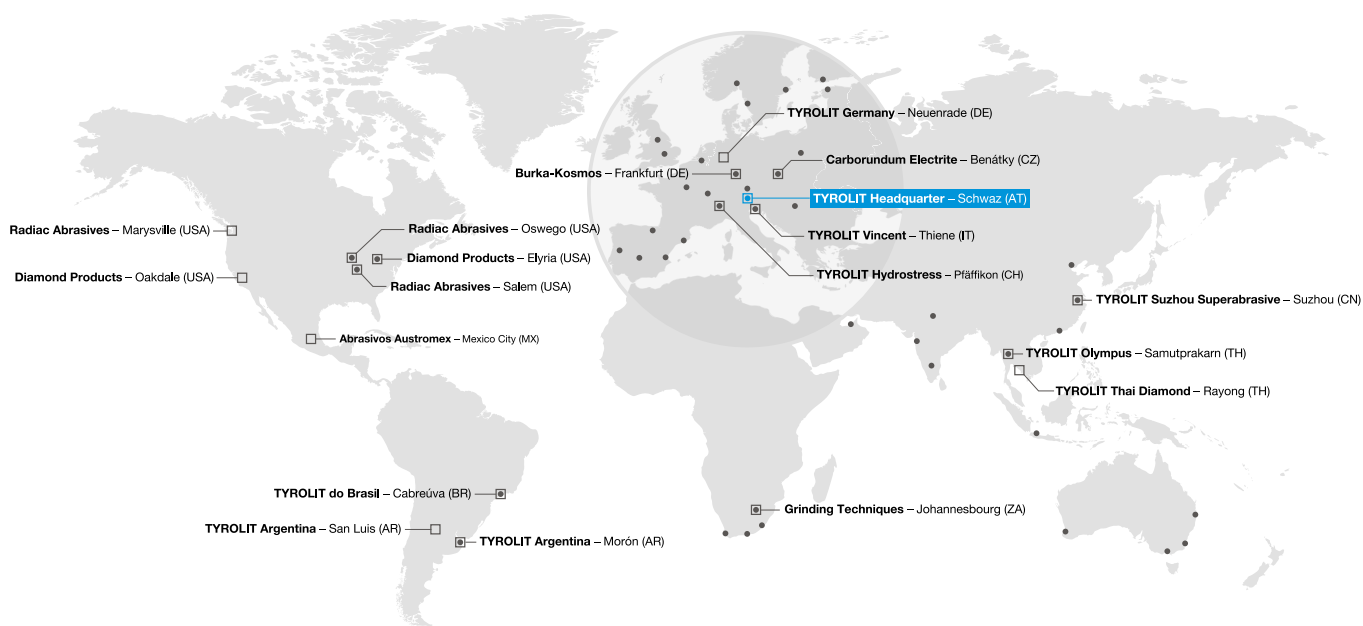 TYROLIT Germany – Neuenrade (DE)
Carborundum Electrite – Benátky (CZ)
Burka-Kosmos – Frankfurt (DE)
TYROLIT Headquarter – Schwaz (AT)
Radiac Abrasives – Marysville (USA)
Radiac Abrasives – Oswego (USA)
TYROLIT Vincent – Thiene (IT)
Diamond Products – Elyria (USA)
Diamond Products – Oakdale (USA)
TYROLIT Hydrostress – Pfäffikon (CH)
Radiac Abrasives – Salem (USA)
TYROLIT Suzhou Superabrasive – Suzhou (CN)
Abrasivos Austromex – Mexico City (MX)
TYROLIT Olympus – Samutprakarn (TH)
TYROLIT Thai Diamond – Rayong (TH)
TYROLIT do Brasil – Cabreúva (BR)
Grinding Techniques – Johannesbourg (ZA)
TYROLIT Argentina – San Luis (AR)
TYROLIT Argentina – Morón (AR)